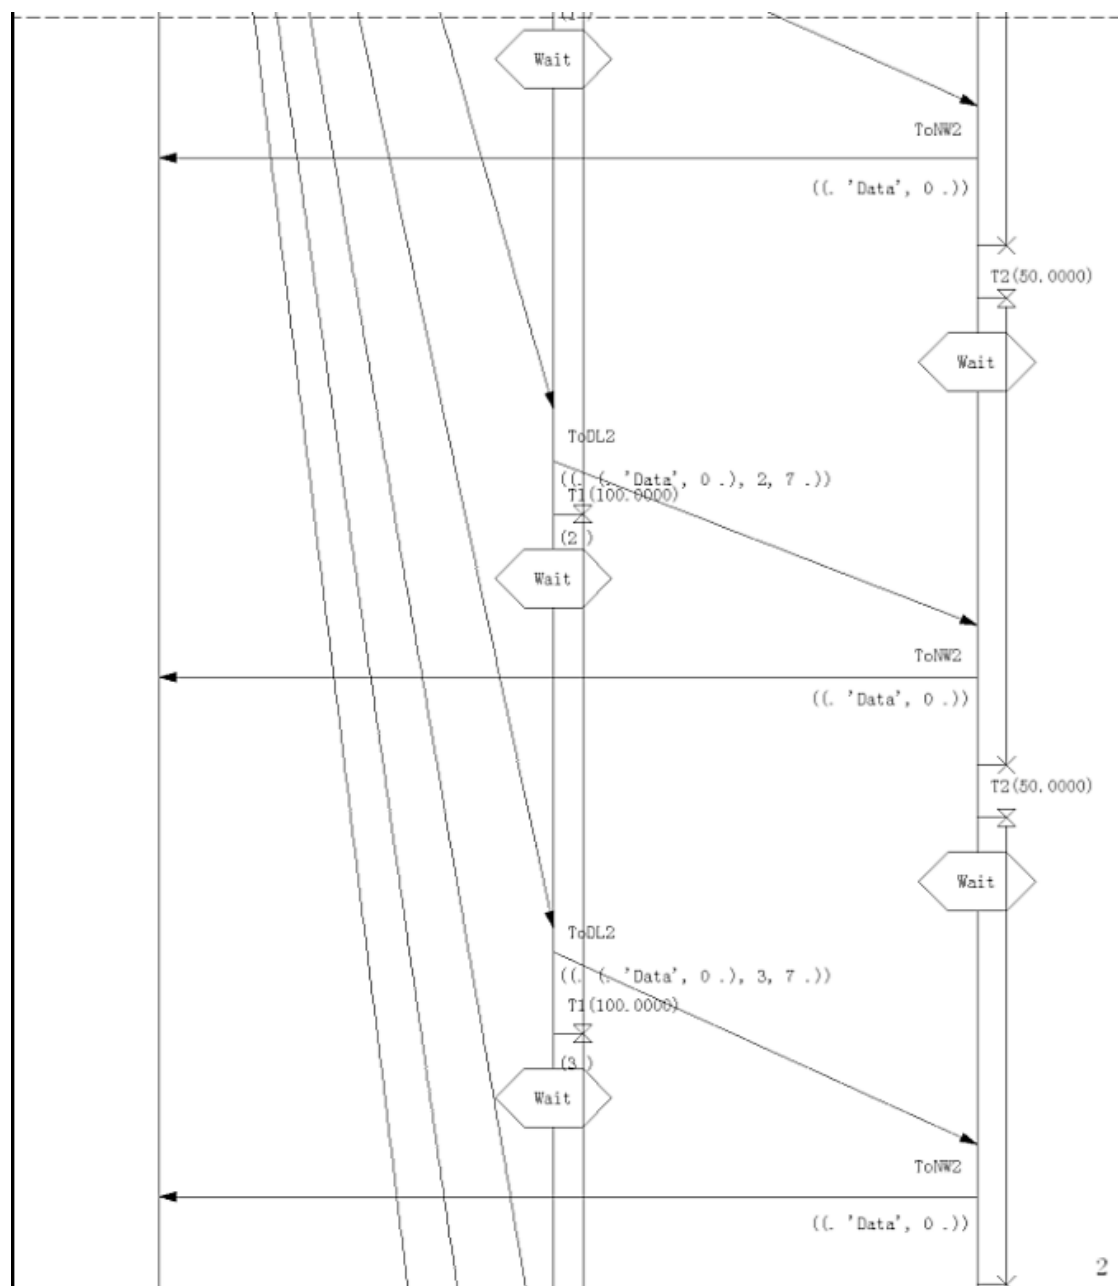 (1 )
Wait
ToNW2
((. 'Data', 0 .))
T2(50.0000)
Wait
ToDL2
((. (. 'Data', 0 .), 2, 7 .))
T1(100.0000)
(2 )
Wait
ToNW2
((. 'Data', 0 .))
T2(50.0000)
Wait
ToDL2
((. (. 'Data', 0 .), 3, 7 .))
T1(100.0000)
(3 )
Wait
ToNW2
((. 'Data', 0 .))
2